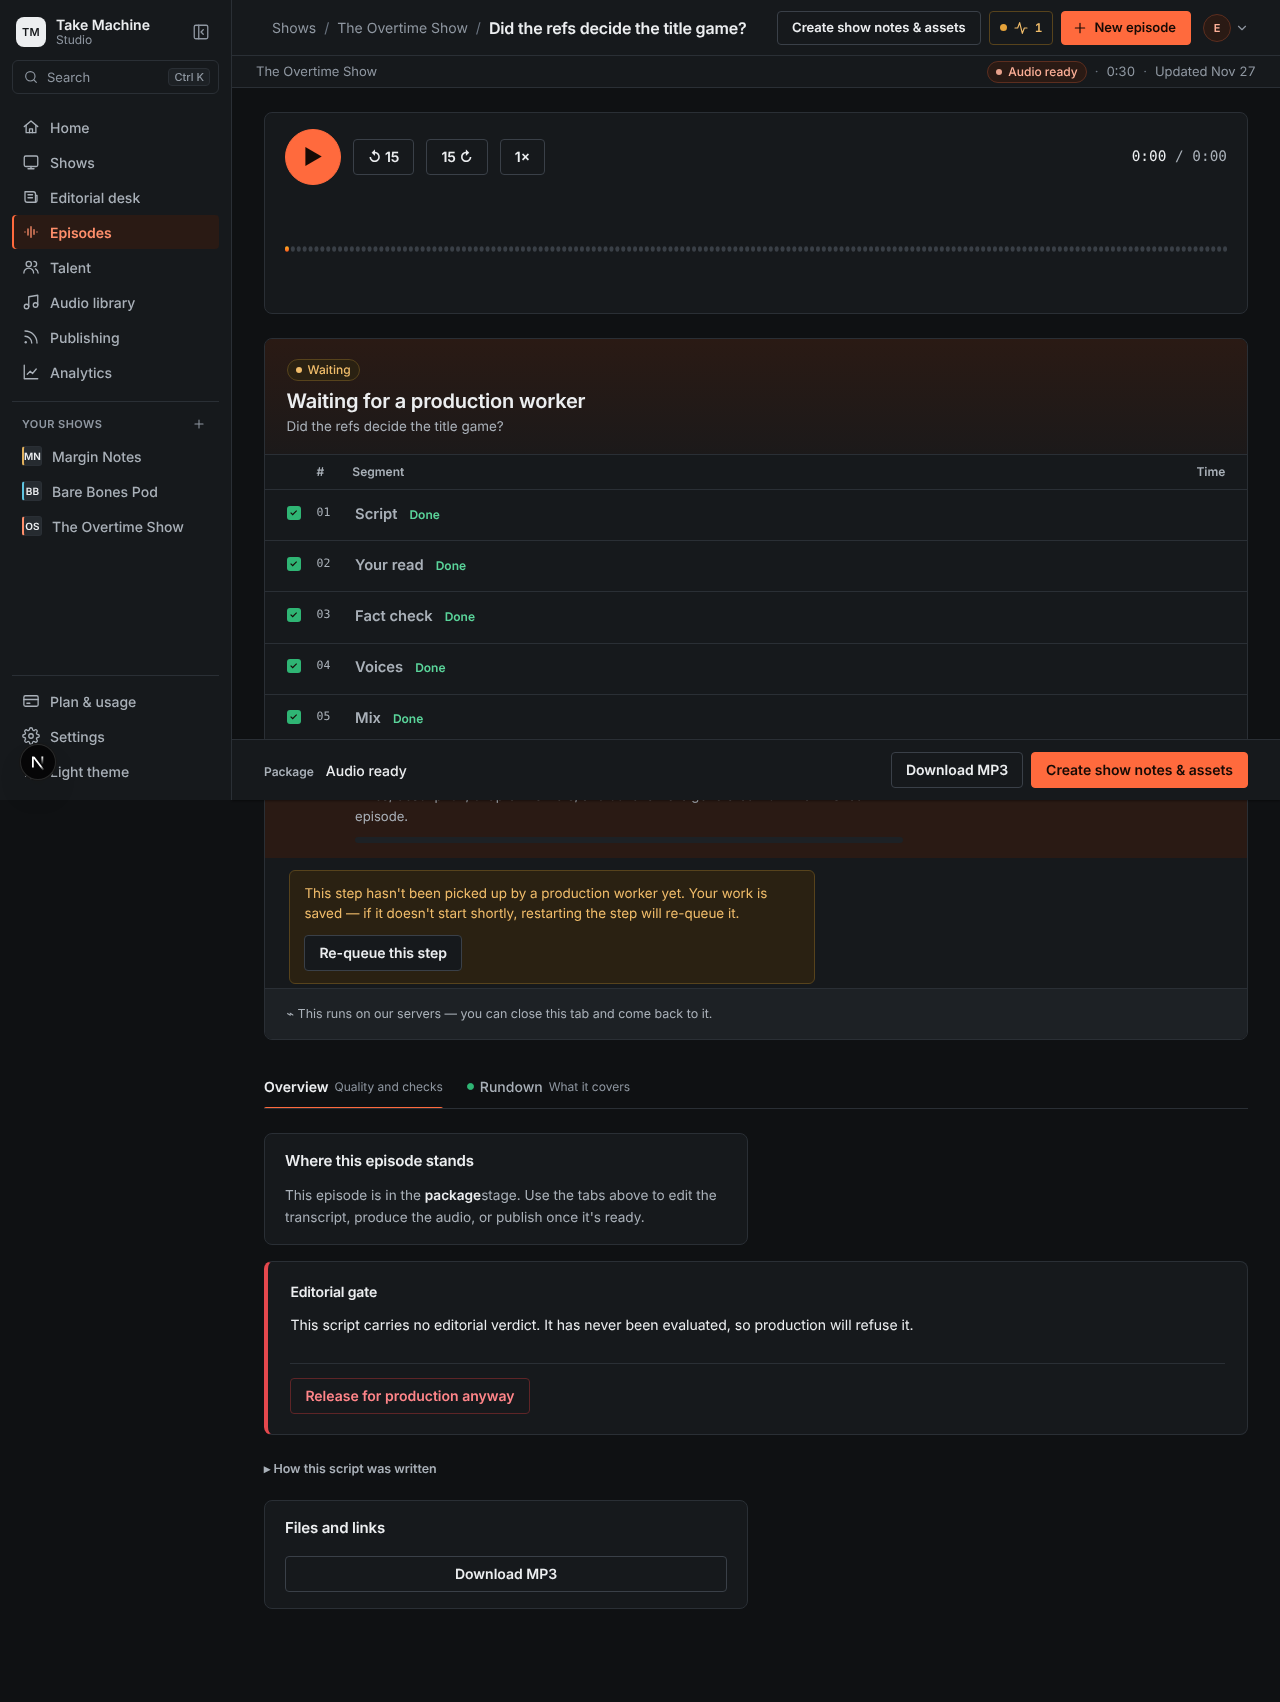 TM
Take Machine
Studio
Search
Ctrl K
Home
Shows
Editorial desk
Episodes
Talent
Audio library
Publishing
Analytics
YOUR SHOWS
MN Margin Notes
BB Bare Bones Pod
OS The Overtime Show
Plan & usage
Settings
N
Light theme
Shows / The Overtime Show / Did the refs decide the title game?
Create show notes & assets
1
+ New episode
E
The Overtime Show
Audio ready · 0:30 · Updated Nov 27
15
15
1×
0:00 / 0:00
Waiting
Waiting for a production worker
Did the refs decide the title game?
# Segment Time
01 Script Done
02 Your read Done
03 Fact check Done
04 Voices Done
05 Mix Done
Package Audio ready
Download MP3
Create show notes & assets
episode.
This step hasn't been picked up by a production worker yet. Your work is
saved — if it doesn't start shortly, restarting the step will re-queue it.
Re-queue this step
⌁ This runs on our servers — you can close this tab and come back to it.
Overview Quality and checks
Rundown What it covers
Where this episode stands
This episode is in the packagestage. Use the tabs above to edit the
transcript, produce the audio, or publish once it's ready.
Editorial gate
This script carries no editorial verdict. It has never been evaluated, so production will refuse it.
Release for production anyway
▸ How this script was written
Files and links
Download MP3